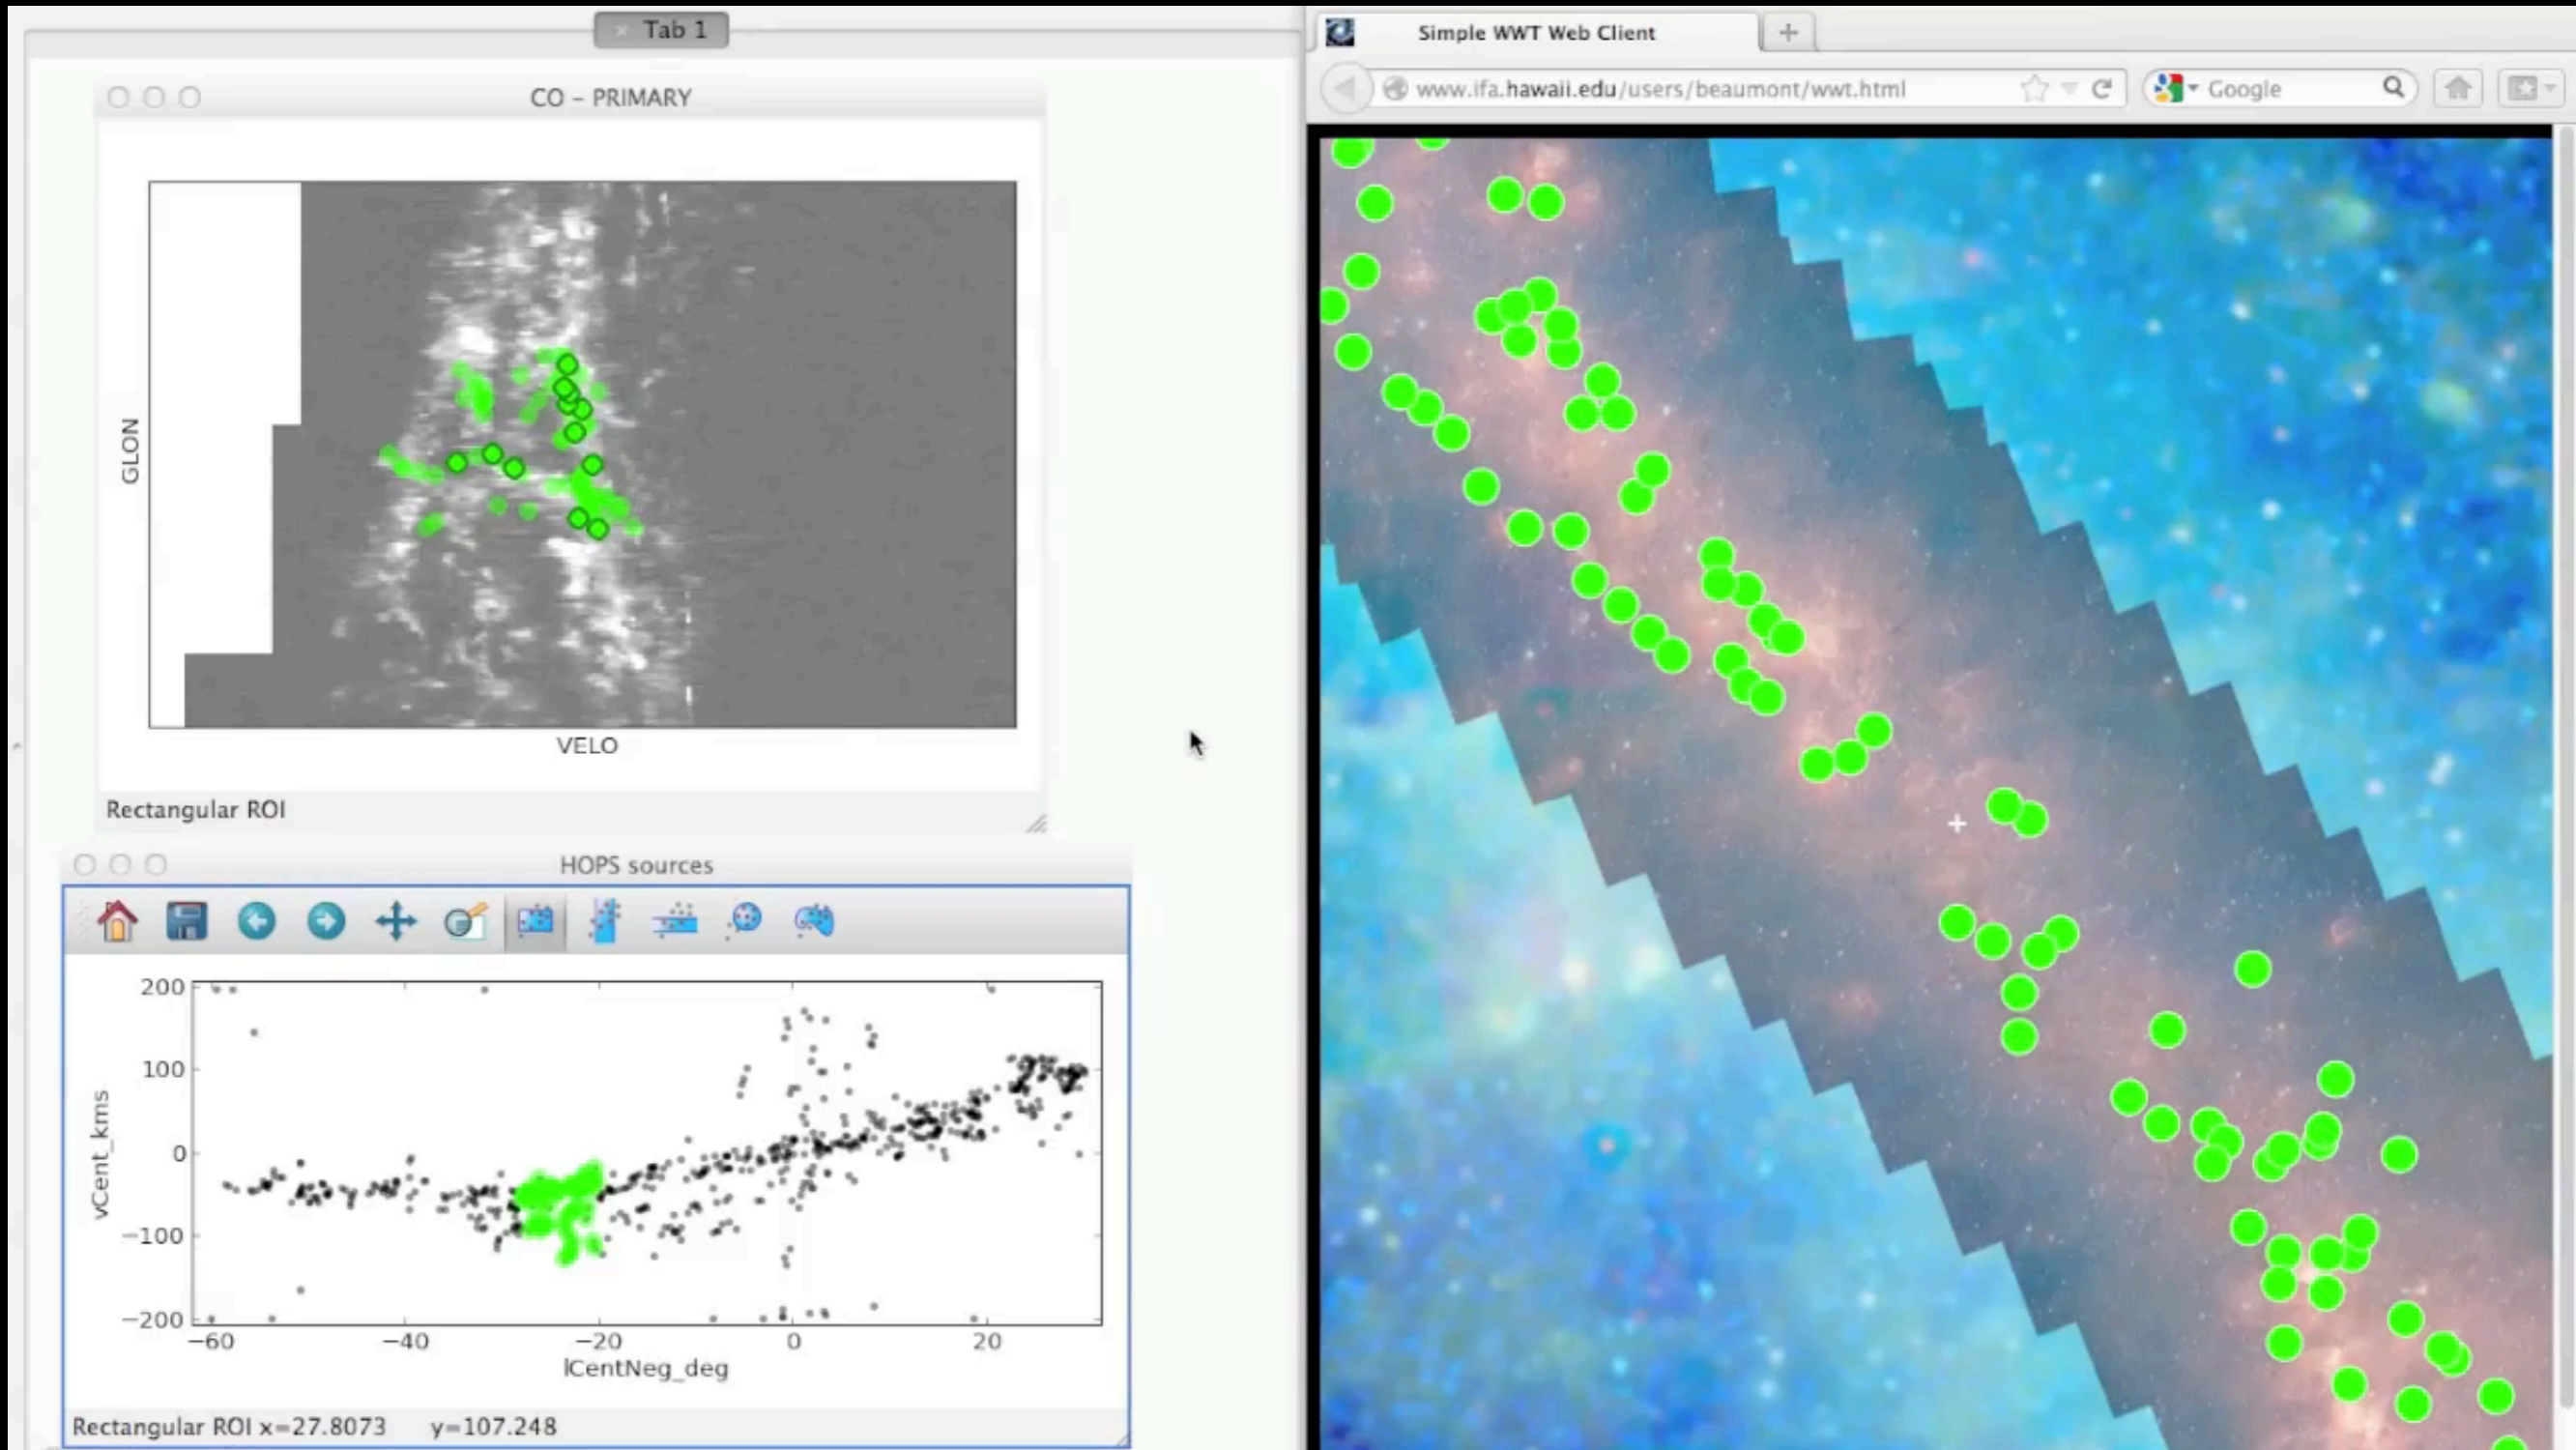 Tab 1
CO – PRIMARY
GLON
VELO
Rectangular ROI
HOPS sources
200
100
0
−100
−200
vCent_kms
−60 −40 −20 0 20
lCentNeg_deg
Rectangular ROI x=27.8073 y=107.248
Simple WWT Web Client
www.ifa.hawaii.edu/users/beaumont/wwt.html
Google